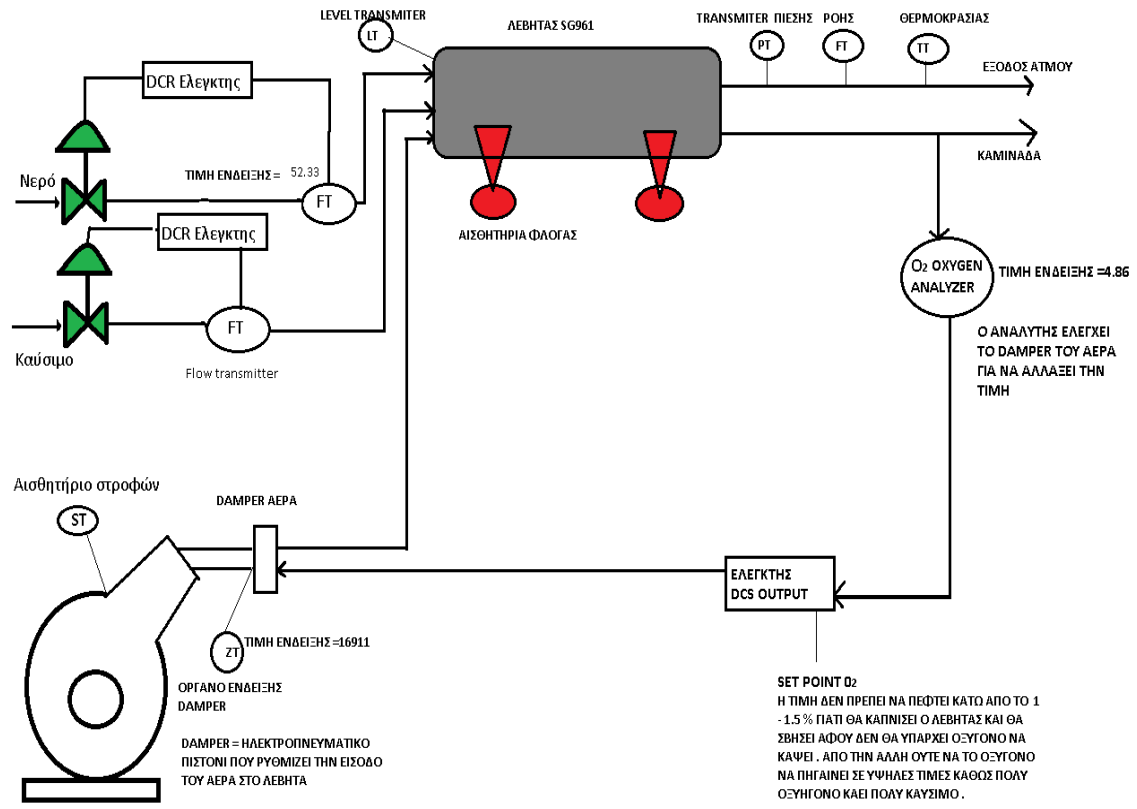 LEVEL TRANSMITER
LT
ΛΕΒΗΤΑΣ SG961
TRANSMITER ΠΙΕΣΗΣ ΡΟΗΣ ΘΕΡΜΟΚΡΑΣΙΑΣ
PT
FT
TT
ΕΞΟΔΟΣ ΑΤΜΟΥ
ΚΑΜΙΝΑΔΑ
DCR Ελεγκτης
Νερό
ΤΙΜΗ ΕΝΔΕΙΞΗΣ = 52.33
FT
DCR Ελεγκτης
FT
Καύσιμο
Flow transmitter
ΑΙΣΘΗΤΗΡΙΑ ΦΛΟΓΑΣ
O2 OXYGEN
ANALYZER
ΤΙΜΗ ΕΝΔΕΙΞΗΣ =4.86
Ο ΑΝΑΛΥΤΗΣ ΕΛΕΓΧΕΙ
ΤΟ DAMPER ΤΟΥ ΑΕΡΑ
ΓΙΑ ΝΑ ΑΛΛΑΞΕΙ ΤΗΝ
ΤΙΜΗ
Αισθητήριο στροφών
ST
DAMPER ΑΕΡΑ
ΕΛΕΓΚΤΗΣ
DCS OUTPUT
ZT
ΤΙΜΗ ΕΝΔΕΙΞΗΣ =16911
ΟΡΓΑΝΟ ΕΝΔΕΙΞΗΣ
DAMPER
DAMPER = ΗΛΕΚΤΡΟΠΝΕΥΜΑΤΙΚΟ
ΠΙΣΤΟΝΙ ΠΟΥ ΡΥΘΜΙΖΕΙ ΤΗΝ ΕΙΣΟΔΟ
ΤΟΥ ΑΕΡΑ ΣΤΟ ΛΕΒΗΤΑ
SET POINT O2
Η ΤΙΜΗ ΔΕΝ ΠΡΕΠΕΙ ΝΑ ΠΕΦΤΕΙ ΚΑΤΩ ΑΠΟ ΤΟ 1
- 1.5 % ΓΙΑΤΙ ΘΑ ΚΑΠΝΙΣΕΙ Ο ΛΕΒΗΤΑΣ ΚΑΙ ΘΑ
ΣΒΗΣΕΙ ΑΦΟΥ ΔΕΝ ΘΑ ΥΠΑΡΧΕΙ ΟΞΥΓΟΝΟ ΝΑ
ΚΑΨΕΙ . ΑΠΟ ΤΗΝ ΑΛΛΗ ΟΥΤΕ ΝΑ ΤΟ ΟΞΥΓΟΝΟ
ΝΑ ΠΗΓΑΙΝΕΙ ΣΕ ΥΨΗΛΕΣ ΤΙΜΕΣ ΚΑΘΩΣ ΠΟΛΥ
ΟΞΥΗΓΟΝΟ ΚΑΕΙ ΠΟΛΥ ΚΑΥΣΙΜΟ .